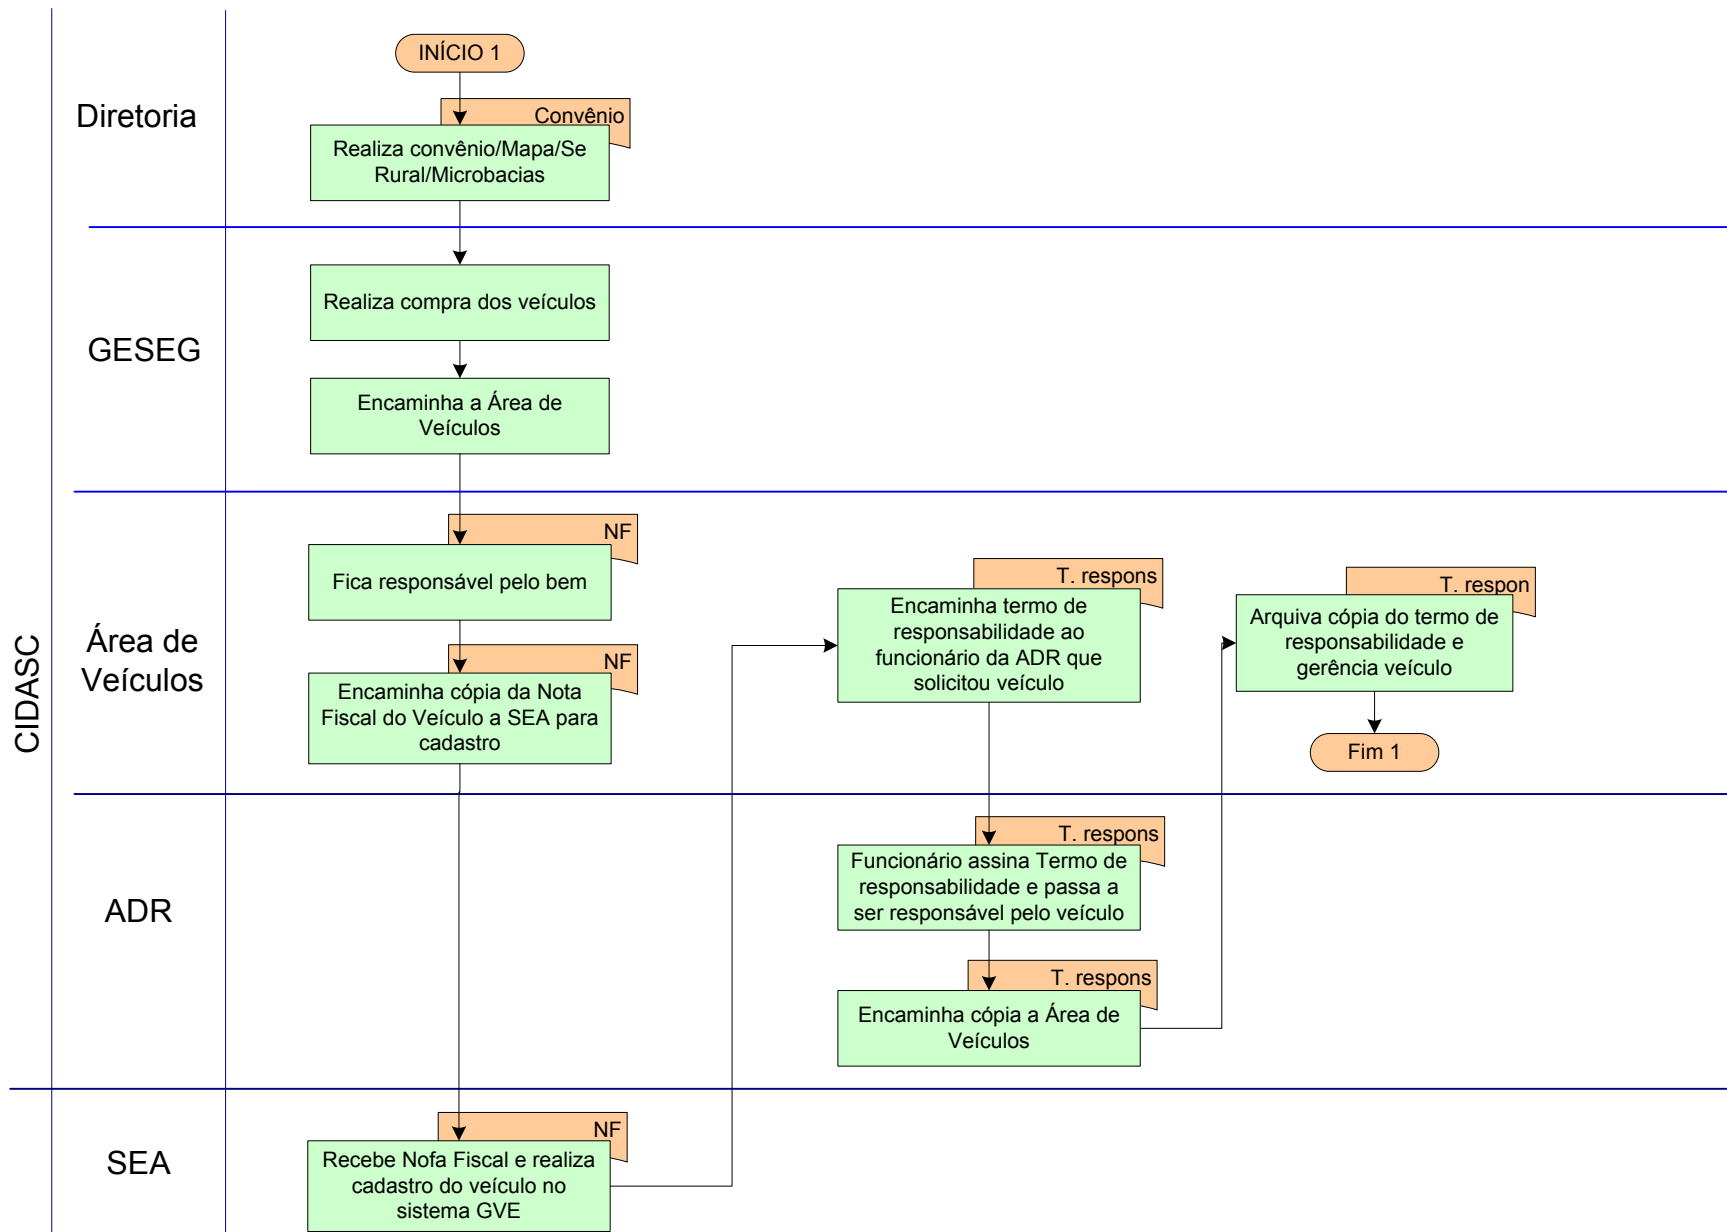 CIDASC
Diretoria
INÍCIO 1
Convênio
Realiza convênio/Mapa/Se
Rural/Microbacias
GESEG
Realiza compra dos veículos
Encaminha a Área de
Veículos
Área de
Veículos
NF
Fica responsável pelo bem
NF
Encaminha cópia da Nota
Fiscal do Veículo a SEA para
cadastro
T. respons
Encaminha termo de
responsabilidade ao
funcionário da ADR que
solicitou veículo
T. respon
Arquiva cópia do termo de
responsabilidade e
gerência veículo
Fim 1
ADR
T. respons
Funcionário assina Termo de
responsabilidade e passa a
ser responsável pelo veículo
T. respons
Encaminha cópia a Área de
Veículos
SEA
NF
Recebe Nofa Fiscal e realiza
cadastro do veículo no
sistema GVE